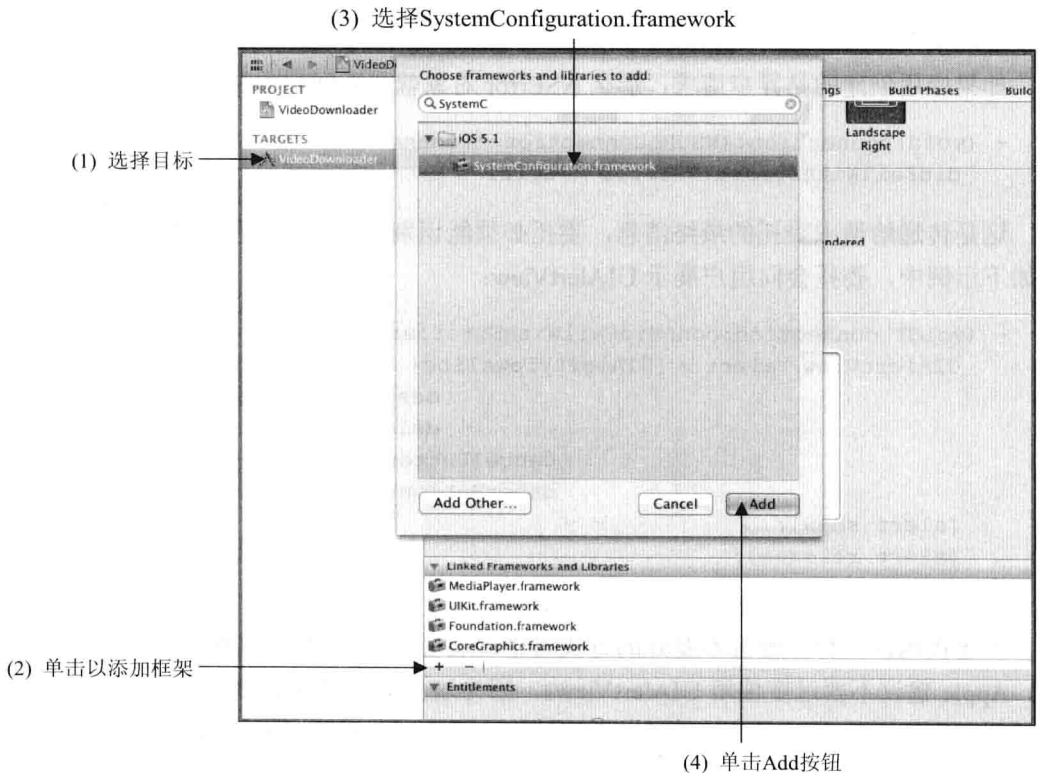 (3) 选择SystemConfiguration.framework
VideoD
Choose frameworks and libraries to add:
PROJECT
VideoDownloader
SystemC
ngs
Build Phases
Build
TARGETS
iOS 5.1
Landscape
Right
(1) 选择目标
VideoDownloader
SystemConfiguration.framework
ndered
Add Other...
Cancel
Add
Linked Frameworks and Libraries
MediaPlayer.framework
UIKit.framework
Foundation.framework
CoreGraphics.framework
(2) 单击以添加框架
+ −
Entitlements
(4) 单击Add按钮